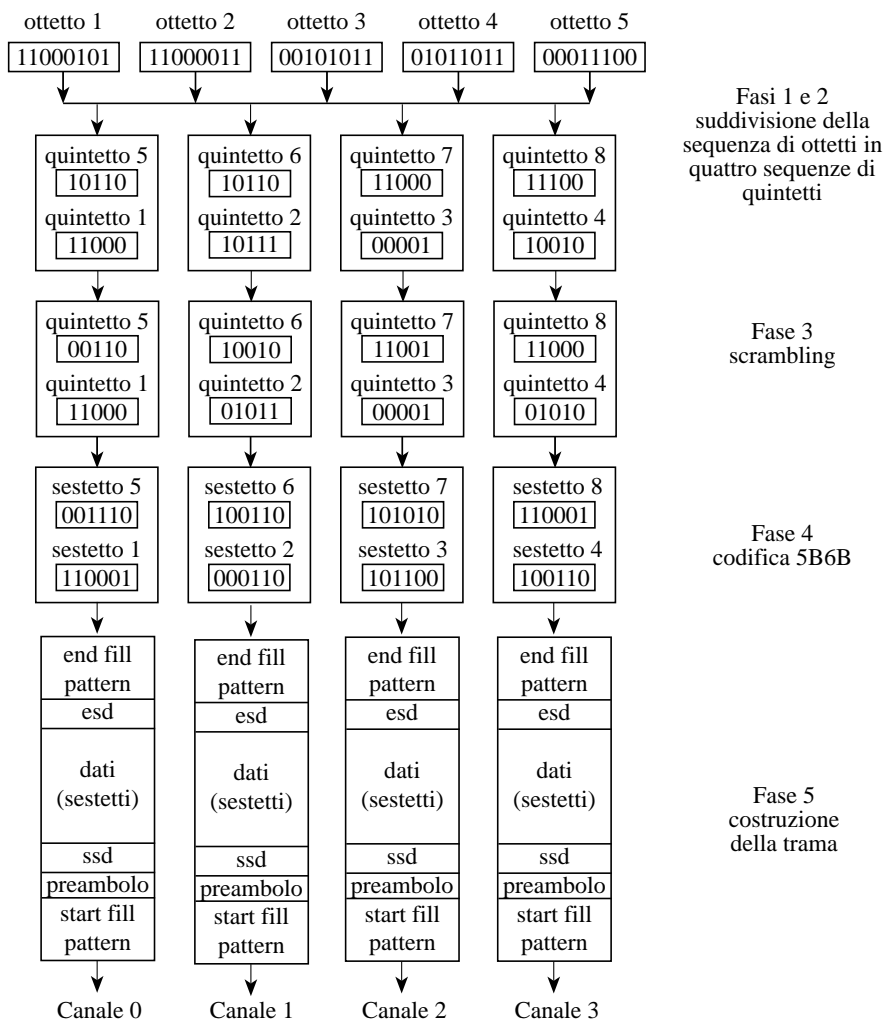 ottetto 1 ottetto 2 ottetto 3 ottetto 4 ottetto 5
11000101 11000011 00101011 01011011 00011100
Fasi 1 e 2
suddivisione della
sequenza di ottetti in
quattro sequenze di
quintetti
quintetto 5 quintetto 6 quintetto 7 quintetto 8
10110 10110 11000 11100
quintetto 1 quintetto 2 quintetto 3 quintetto 4
11000 10111 00001 10010
Fase 3
scrambling
quintetto 5 quintetto 6 quintetto 7 quintetto 8
00110 10010 11001 11000
quintetto 1 quintetto 2 quintetto 3 quintetto 4
11000 01011 00001 01010
Fase 4
codifica 5B6B
sestetto 5 sestetto 6 sestetto 7 sestetto 8
001110 100110 101010 110001
sestetto 1 sestetto 2 sestetto 3 sestetto 4
110001 000110 101100 100110
Fase 5
costruzione
della trama
end fill end fill end fill end fill
pattern pattern pattern pattern
esd esd esd esd
dati dati dati dati
(sestetti) (sestetti) (sestetti) (sestetti)
ssd ssd ssd ssd
preambolo preambolo preambolo preambolo
start fill start fill start fill start fill
pattern pattern pattern pattern
Canale 0 Canale 1 Canale 2 Canale 3